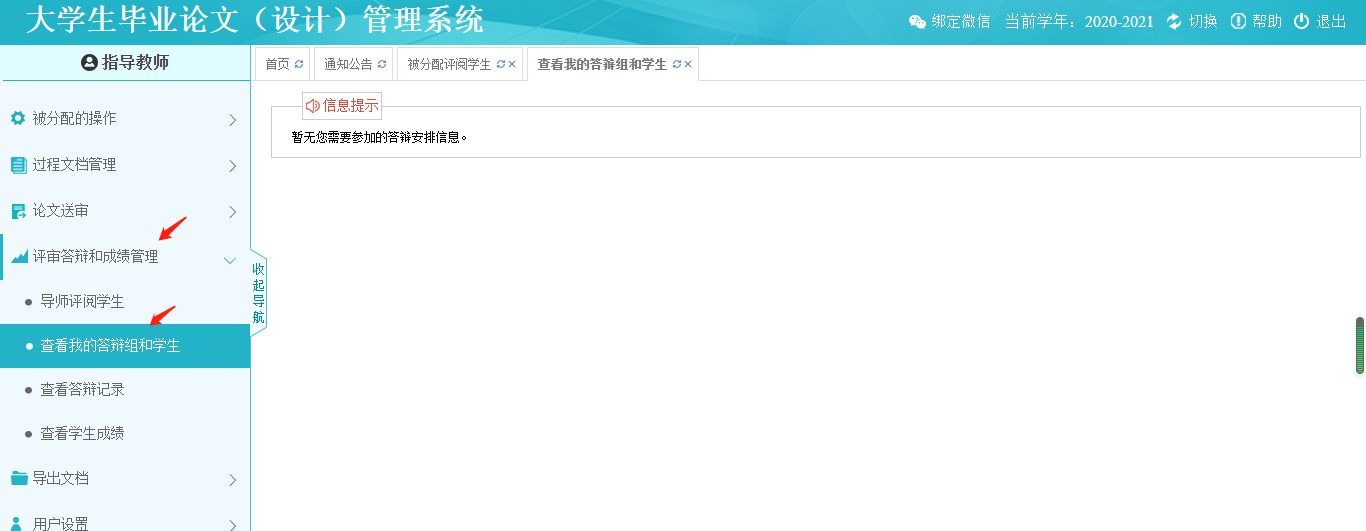 大学生毕业论文（设计）管理系统
绑定微信 当前学年：2020-2021 切换 帮助 退出
指导教师
首页 通知公告 被分配评阅学生 查看我的答辩组和学生
被分配的操作
过程文档管理
论文送审
评审答辩和成绩管理
导师评阅学生
查看我的答辩组和学生
查看答辩记录
查看学生成绩
导出文档
用户设置
收起导航
信息提示
暂无您需要参加的答辩安排信息。